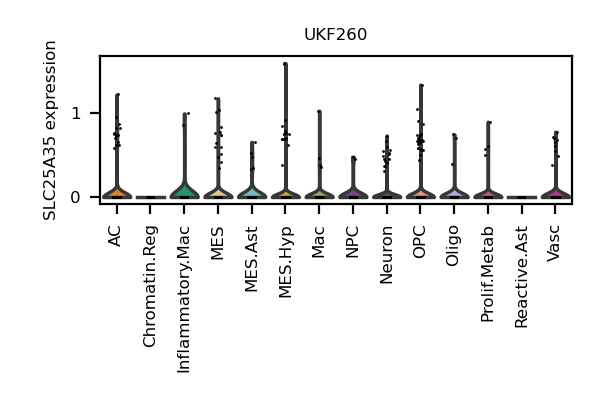 UKF260
SLC25A35 expression
1
0
AC
Chromatin.Reg
Inflammatory.Mac
MES
MES.Ast
MES.Hyp
Mac
NPC
Neuron
OPC
Oligo
Prolif.Metab
Reactive.Ast
Vasc